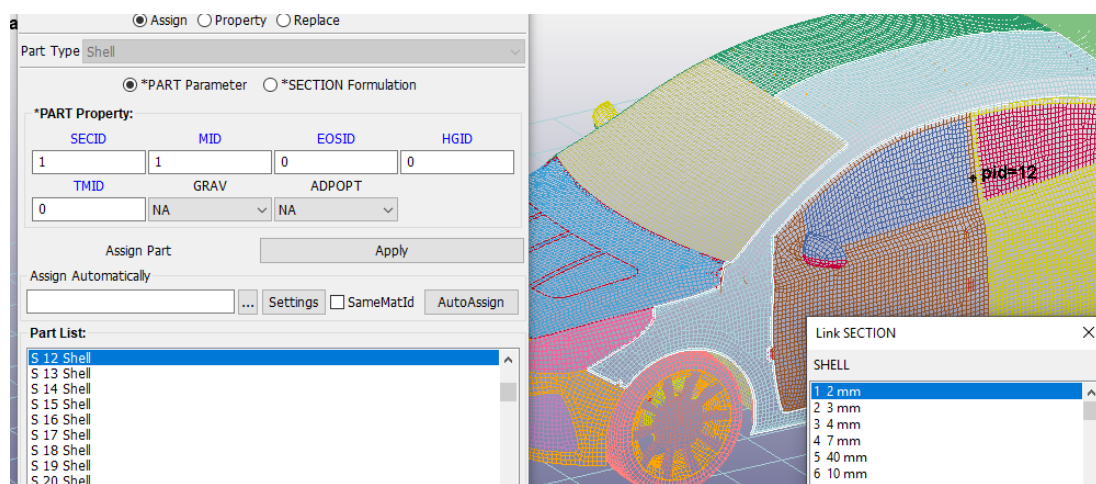 a
Assign Property Replace
Part Type Shell
*PART Parameter *SECTION Formulation
*PART Property:
SECID MID EOSID HGID
1 1 0 0
TMID GRAV ADPOPT
0 NA NA
Assign Part Apply
Assign Automatically
... Settings SameMatId AutoAssign
Part List:
S 12 Shell
S 13 Shell
S 14 Shell
S 15 Shell
S 16 Shell
S 17 Shell
S 18 Shell
S 19 Shell
S 20 Shell
pid=12
Link SECTION
SHELL
1 2 mm
2 3 mm
3 4 mm
4 7 mm
5 40 mm
6 10 mm